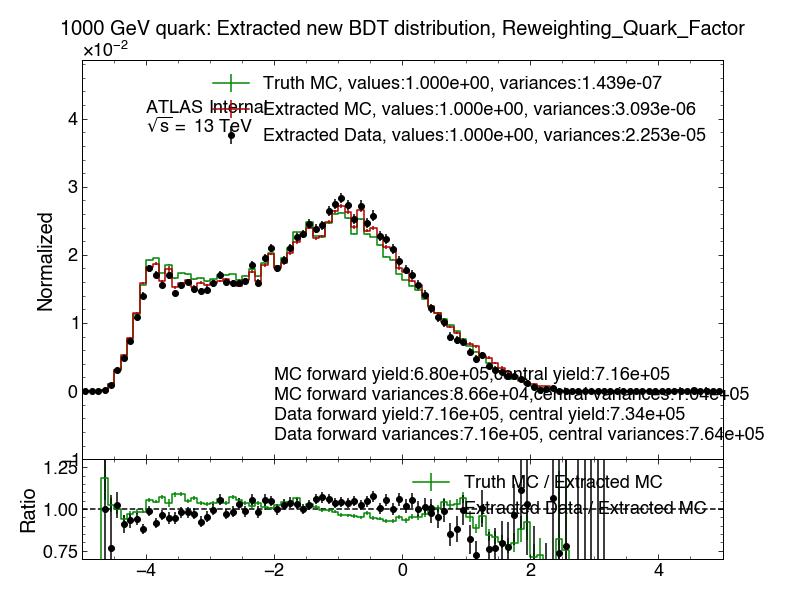 1000 GeV quark: Extracted new BDT distribution, Reweighting_Quark_Factor
×10⁻²
Truth MC, values:1.000e+00, variances:1.439e-07
ATLAS Internal
Extracted MC, values:1.000e+00, variances:3.093e-06
√s = 13 TeV
Extracted Data, values:1.000e+00, variances:2.253e-05
4
3
2
1
0
−1
Normalized
MC forward yield:6.80e+05,central yield:7.16e+05
MC forward variances:8.66e+04,central variances:1.04e+05
Data forward yield:7.16e+05, central yield:7.34e+05
Data forward variances:7.16e+05, central variances:7.64e+05
1.25
1.00
0.75
Ratio
Truth MC / Extracted MC
Extracted Data / Extracted MC
−4
−2
0
2
4